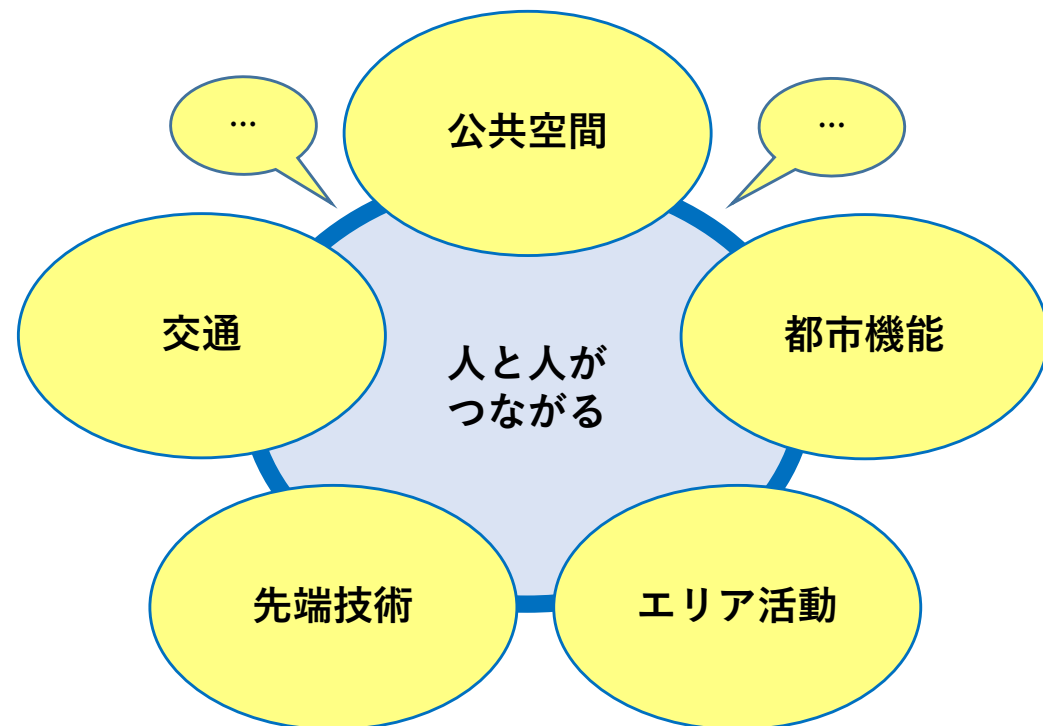 公共空間
…
…
交通
都市機能
人と人が
つながる
先端技術
エリア活動